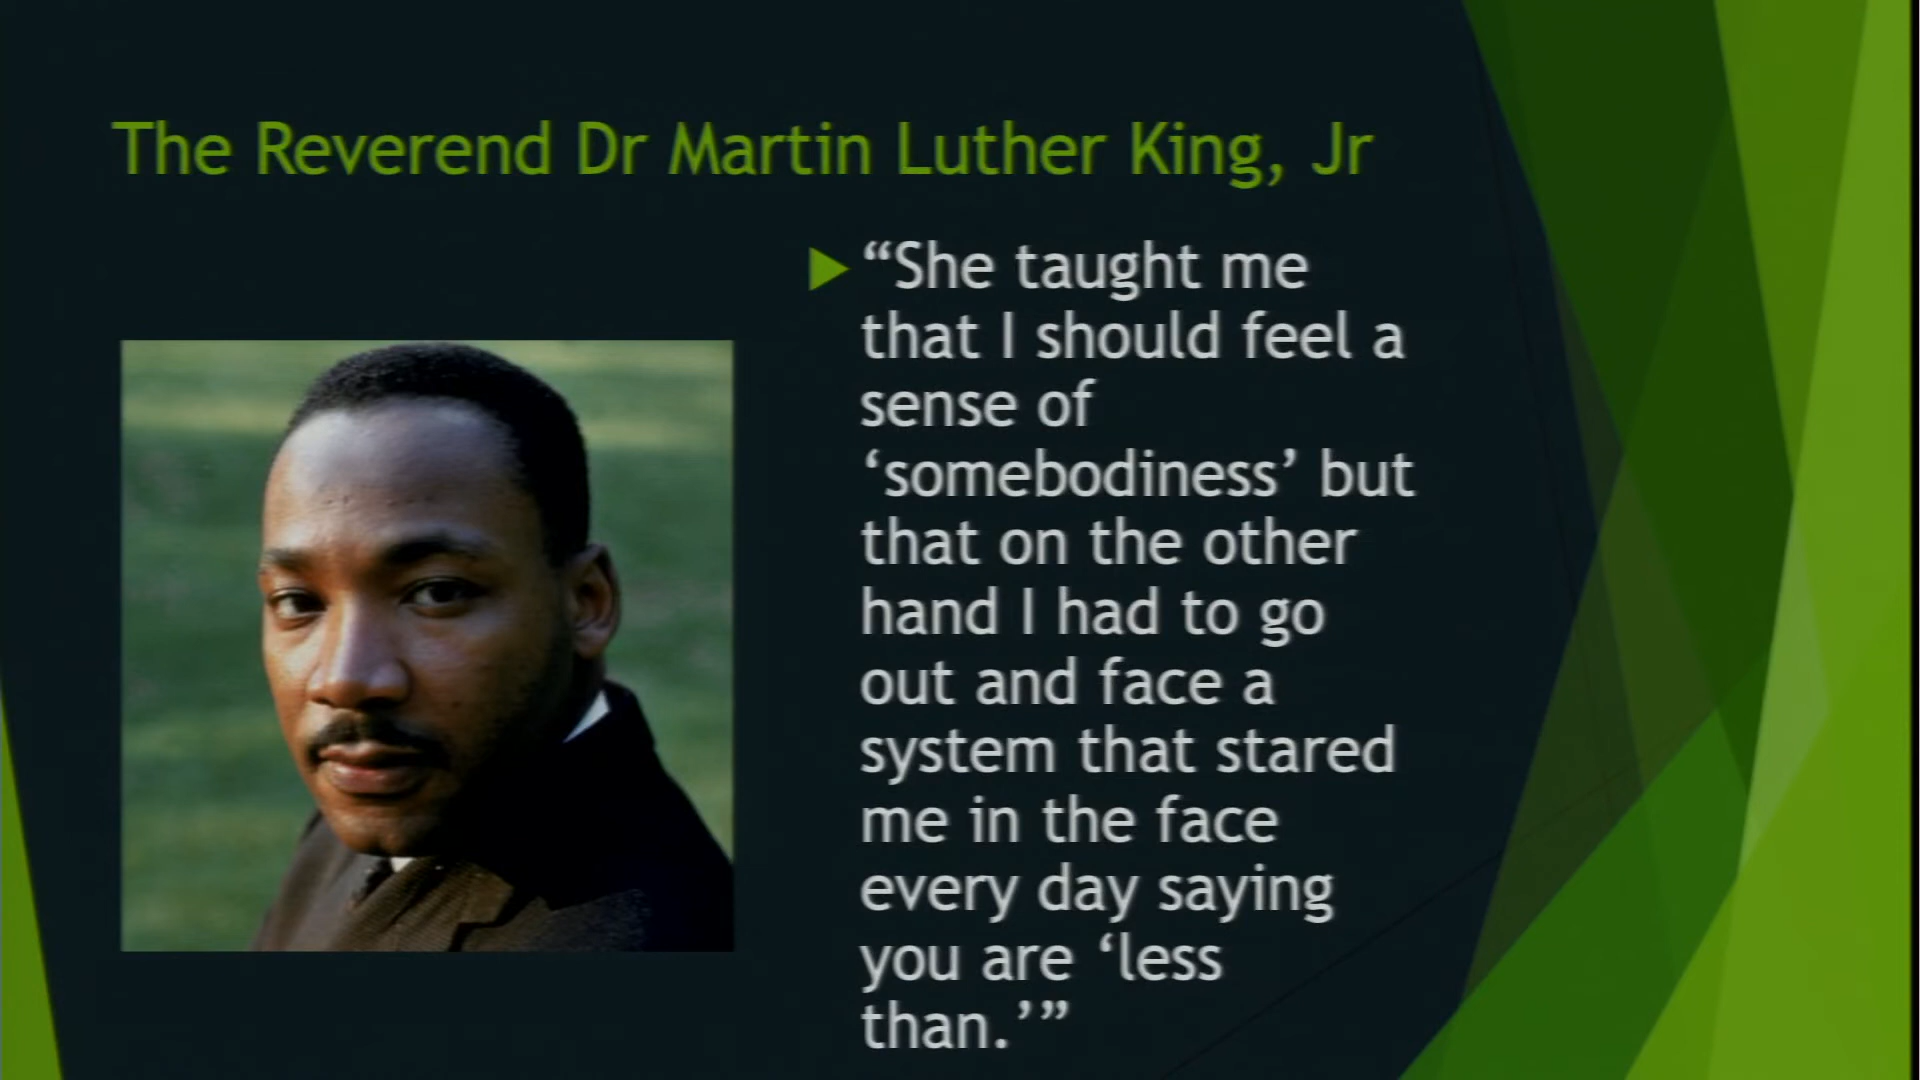 The Reverend Dr Martin Luther King, Jr
“She taught me
that I should feel a
sense of
‘somebodiness’ but
that on the other
hand I had to go
out and face a
system that stared
me in the face
every day saying
you are ‘less
than.’”